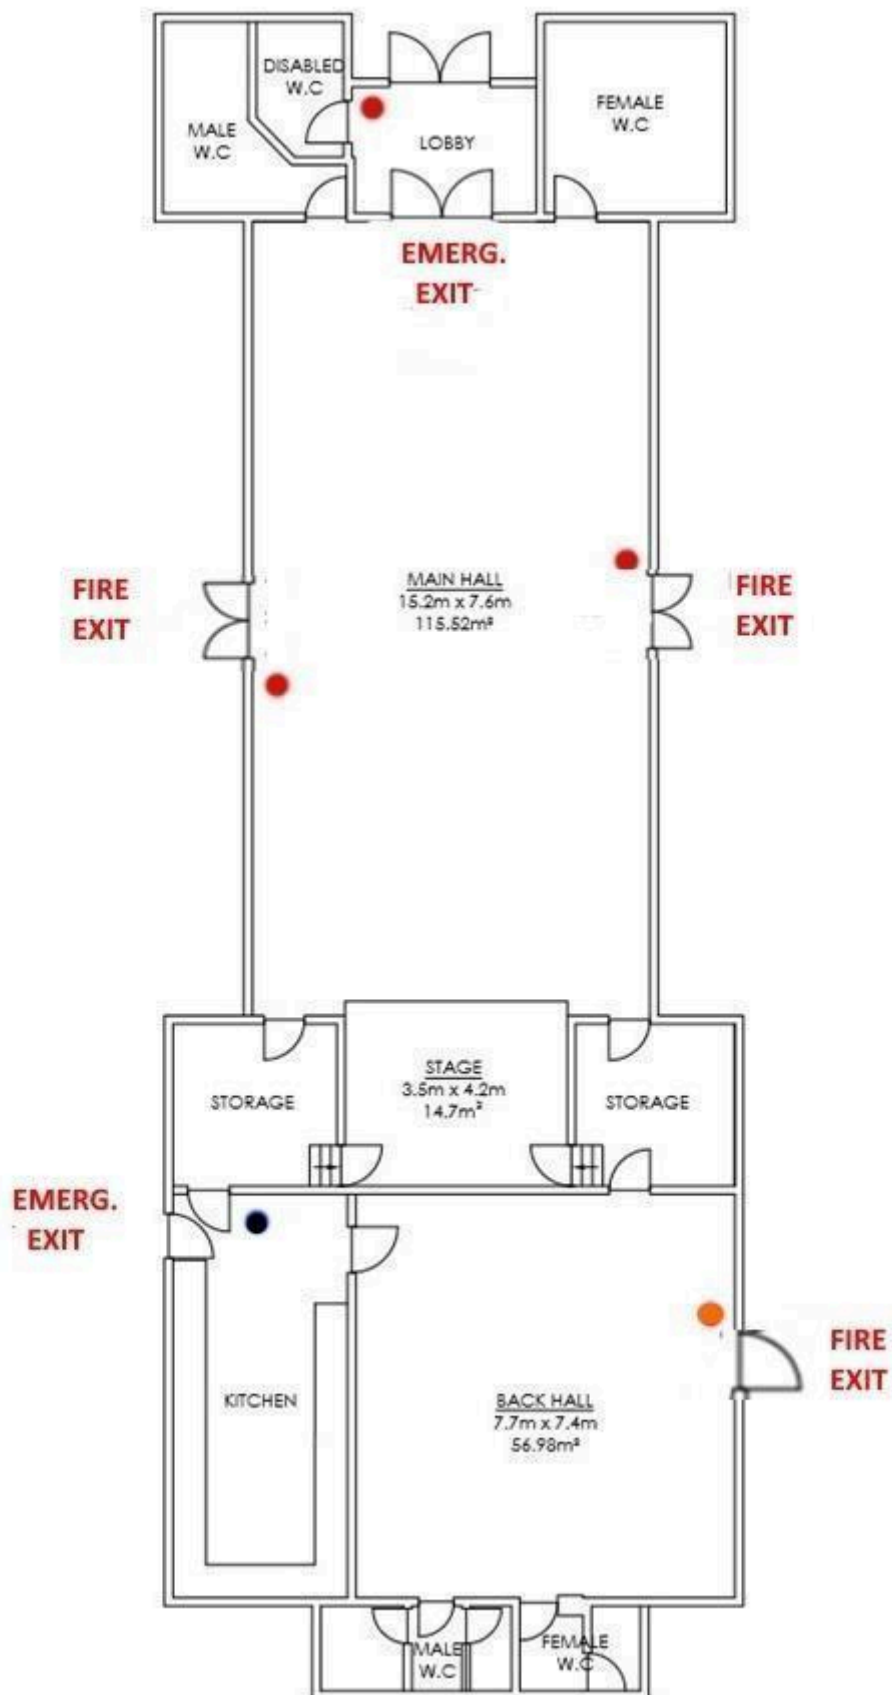 DISABLED
W.C
MALE
W.C
LOBBY
FEMALE
W.C
EMERG.
EXIT
FIRE
EXIT
MAIN HALL
15.2m x 7.6m
115.52m²
FIRE
EXIT
STAGE
3.5m x 4.2m
14.7m²
STORAGE
STORAGE
EMERG.
EXIT
FIRE
EXIT
KITCHEN
BACK HALL
7.7m x 7.4m
56.98m²
MALE
W.C
FEMALE
W.C